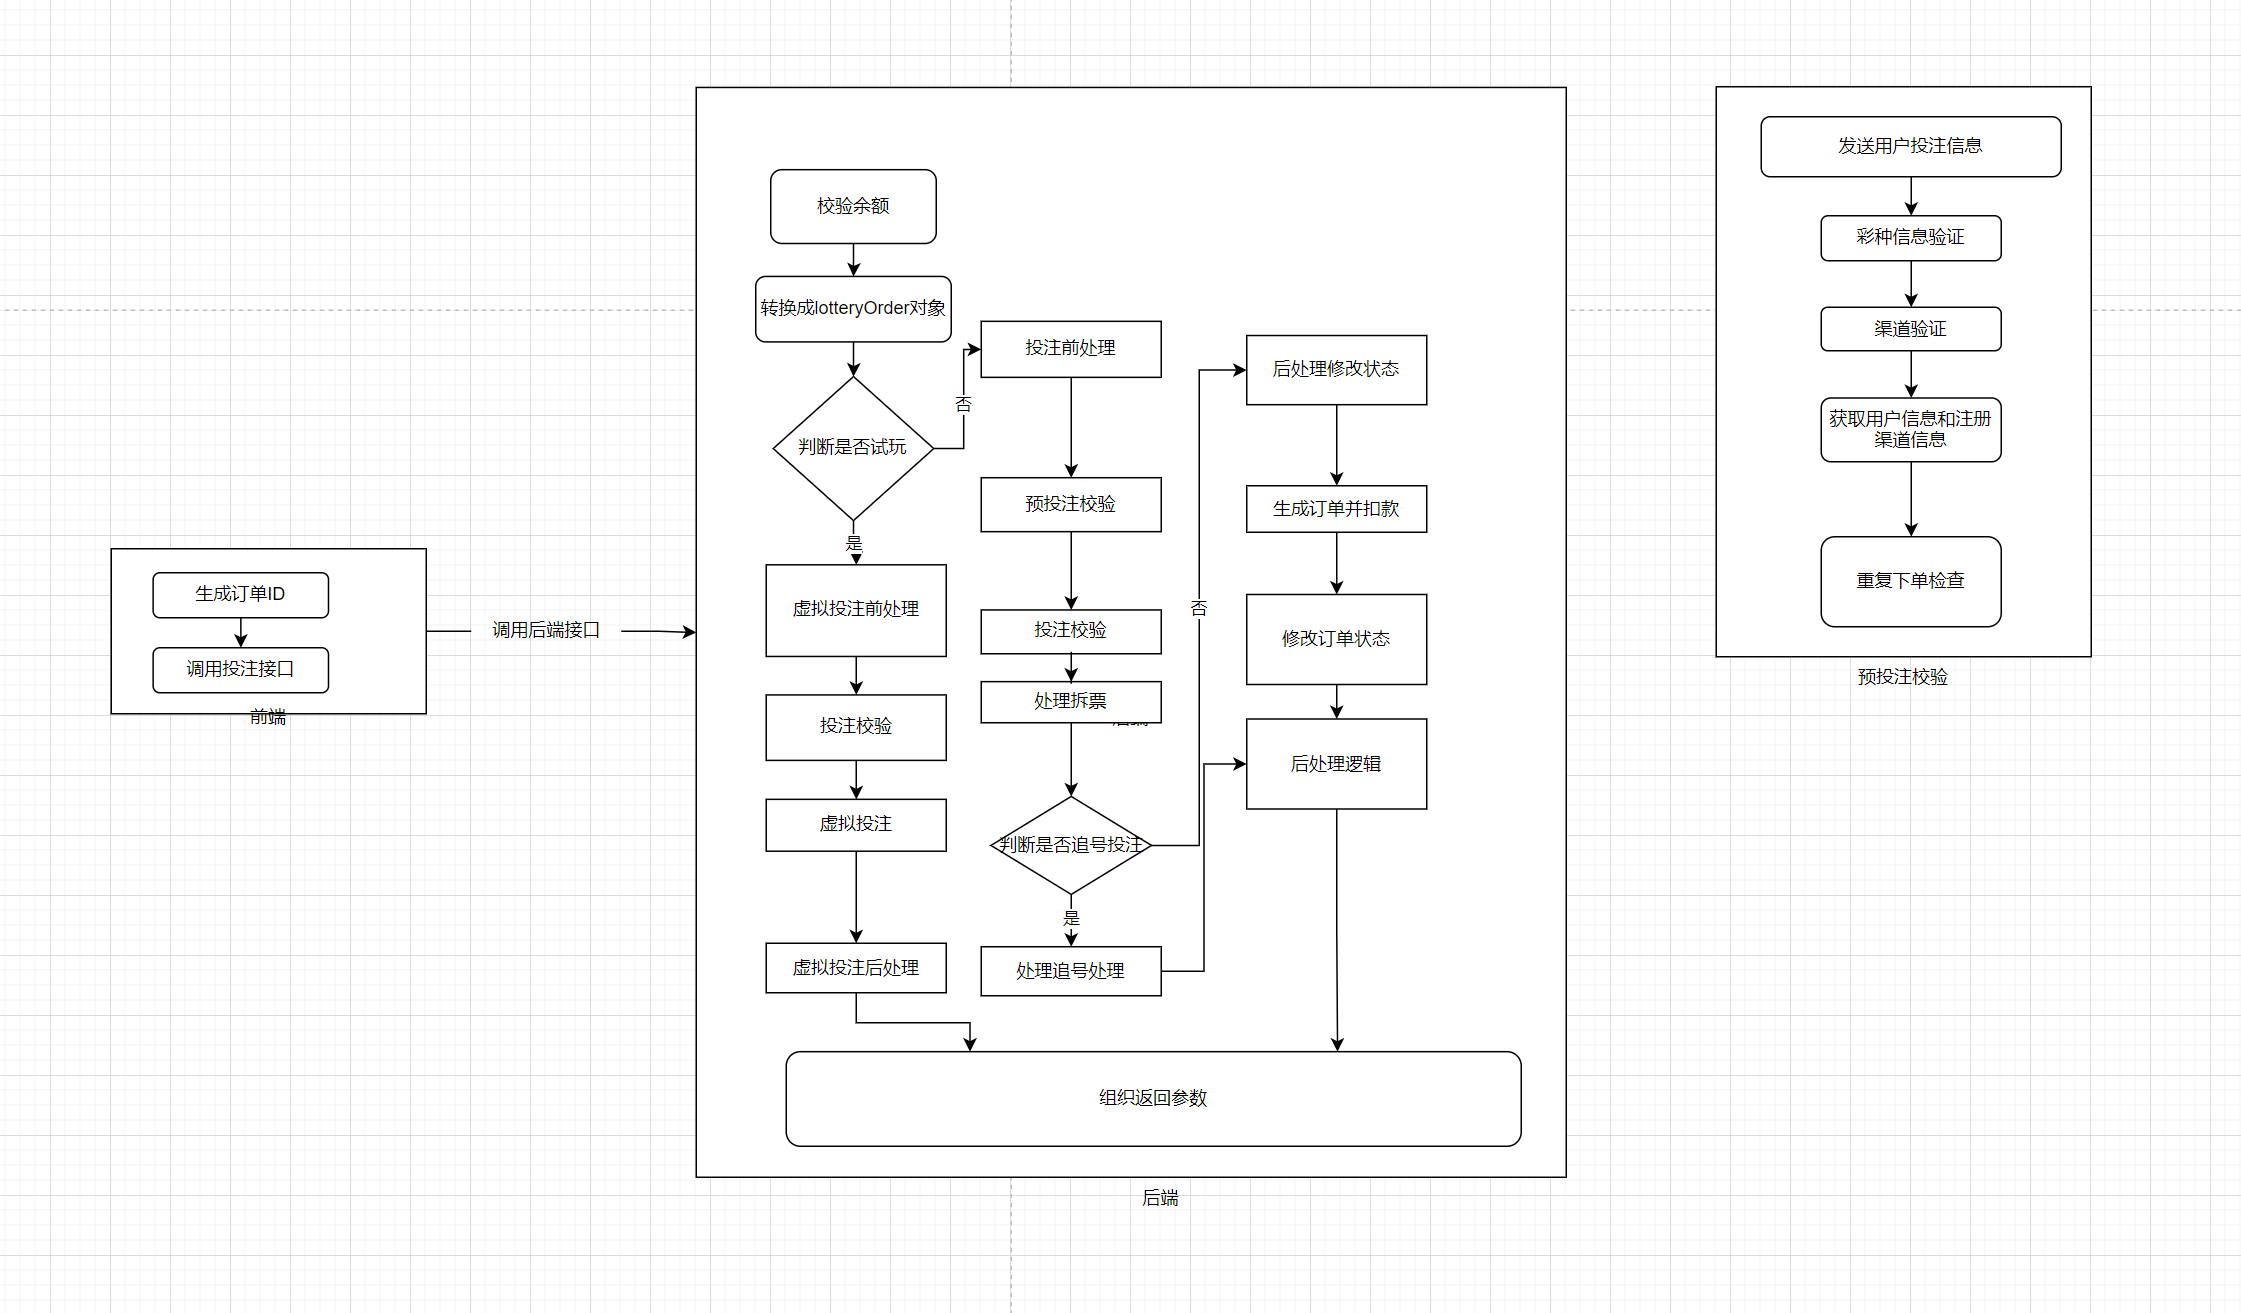 生成订单ID
调用投注接口
前端
调用后端接口
校验余额
转换成lotteryOrder对象
判断是否试玩
是
否
虚拟投注前处理
投注校验
虚拟投注
虚拟投注后处理
投注前处理
预投注校验
投注校验
处理拆票
判断是否追号投注
是
否
处理追号处理
后处理修改状态
生成订单并扣款
修改订单状态
后处理逻辑
组织返回参数
后端
发送用户投注信息
彩种信息验证
渠道验证
获取用户信息和注册
渠道信息
重复下单检查
预投注校验